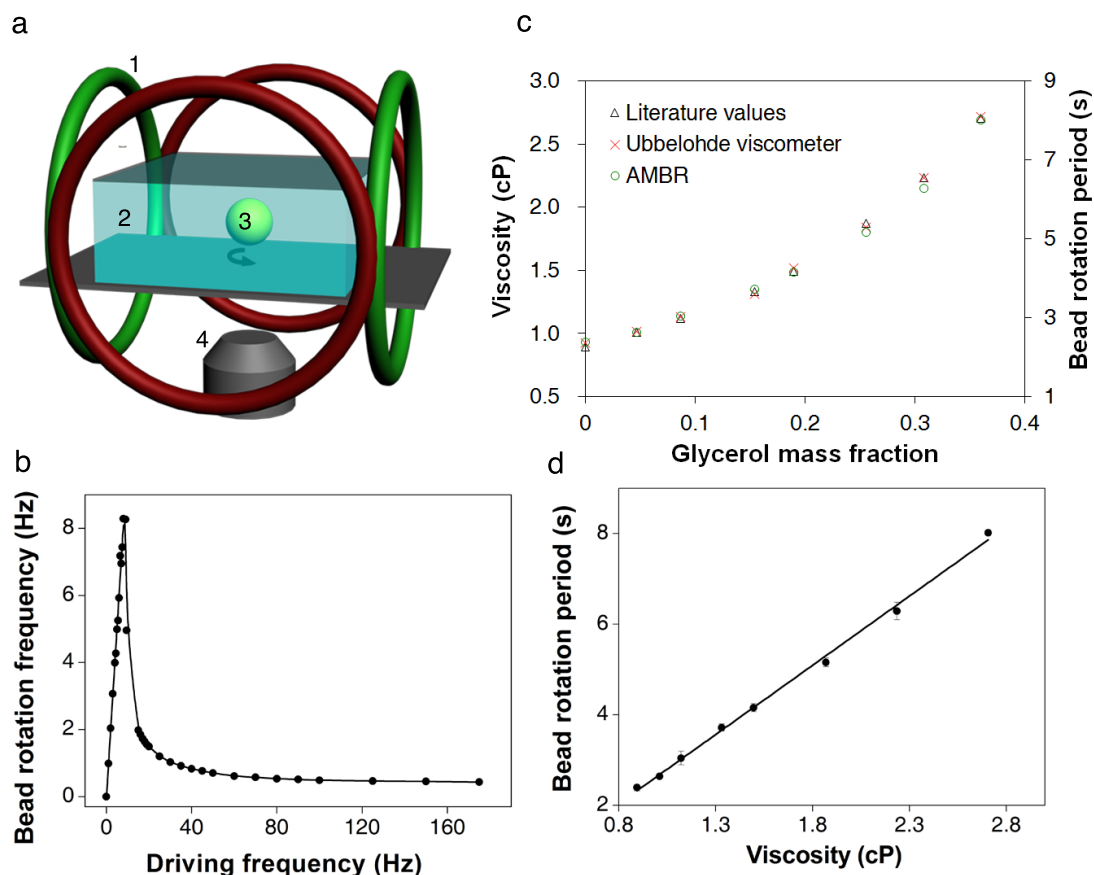 a
1
2
3
4
b
Bead rotation frequency (Hz)
8
6
4
2
0
0 40 80 120 160
Driving frequency (Hz)
c
Viscosity (cP)
3.0
2.5
2.0
1.5
1.0
0.5
Literature values
Ubbelohde viscometer
AMBR
9
7
5
3
1
Bead rotation period (s)
0 0.1 0.2 0.3 0.4
Glycerol mass fraction
d
Bead rotation period (s)
8
6
4
2
0.8 1.3 1.8 2.3 2.8
Viscosity (cP)